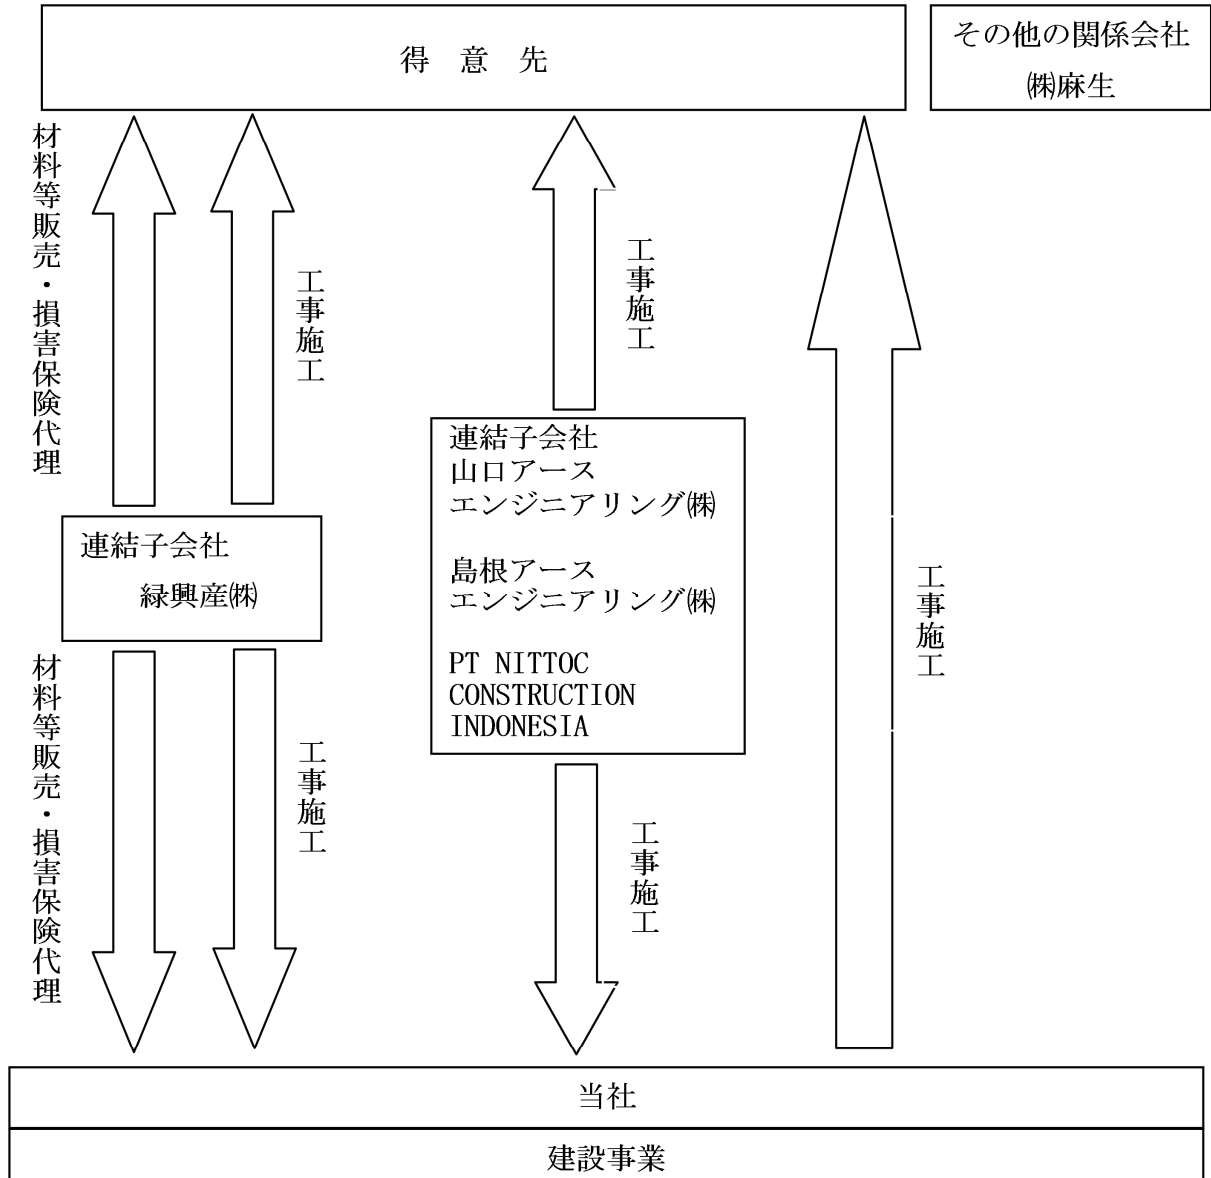 得　意　先
その他の関係会社
㈱麻生
材料等販売・損害保険代理
工事施工
工事施工
連結子会社
山口アース
エンジニアリング㈱
島根アース
エンジニアリング㈱
PT NITTOC
CONSTRUCTION
INDONESIA
連結子会社
緑興産㈱
工事施工
材料等販売・損害保険代理
工事施工
工事施工
当社
建設事業